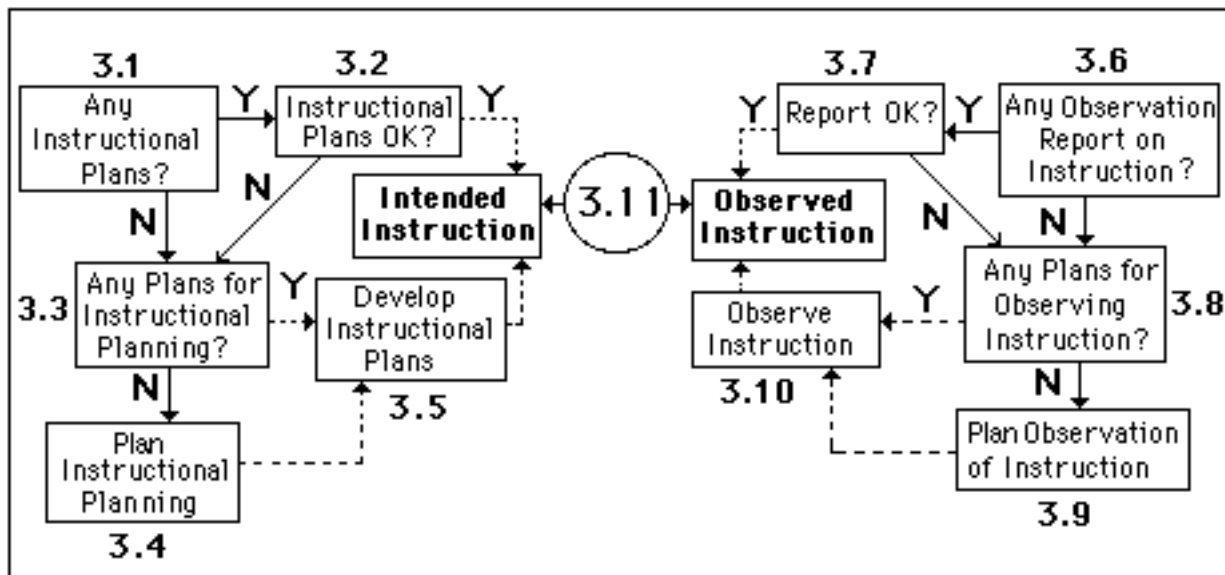 3.1
Any
Instructional
Plans?
Y
N
3.2
Instructional
Plans OK?
Y
N
3.3
Any Plans for
Instructional
Planning?
Y
N
Plan
Instructional
Planning
3.4
Develop
Instructional
Plans
3.5
Intended
Instruction
3.11
Observed
Instruction
3.7
Report OK?
Y
N
3.6
Any Observation
Report on
Instruction?
Y
N
Any Plans for
Observing
Instruction?
3.8
Y
N
Observe
Instruction
3.10
Plan Observation
of Instruction
3.9